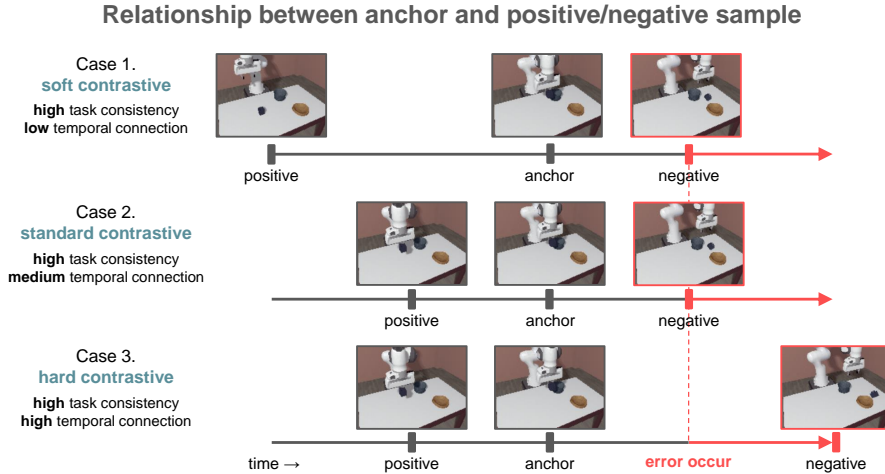 Relationship between anchor and positive/negative sample
Case 1.
soft contrastive
high task consistency
low temporal connection
positive
anchor
negative
Case 2.
standard contrastive
high task consistency
medium temporal connection
positive
anchor
negative
Case 3.
hard contrastive
high task consistency
high temporal connection
time →
positive
anchor
error occur
negative